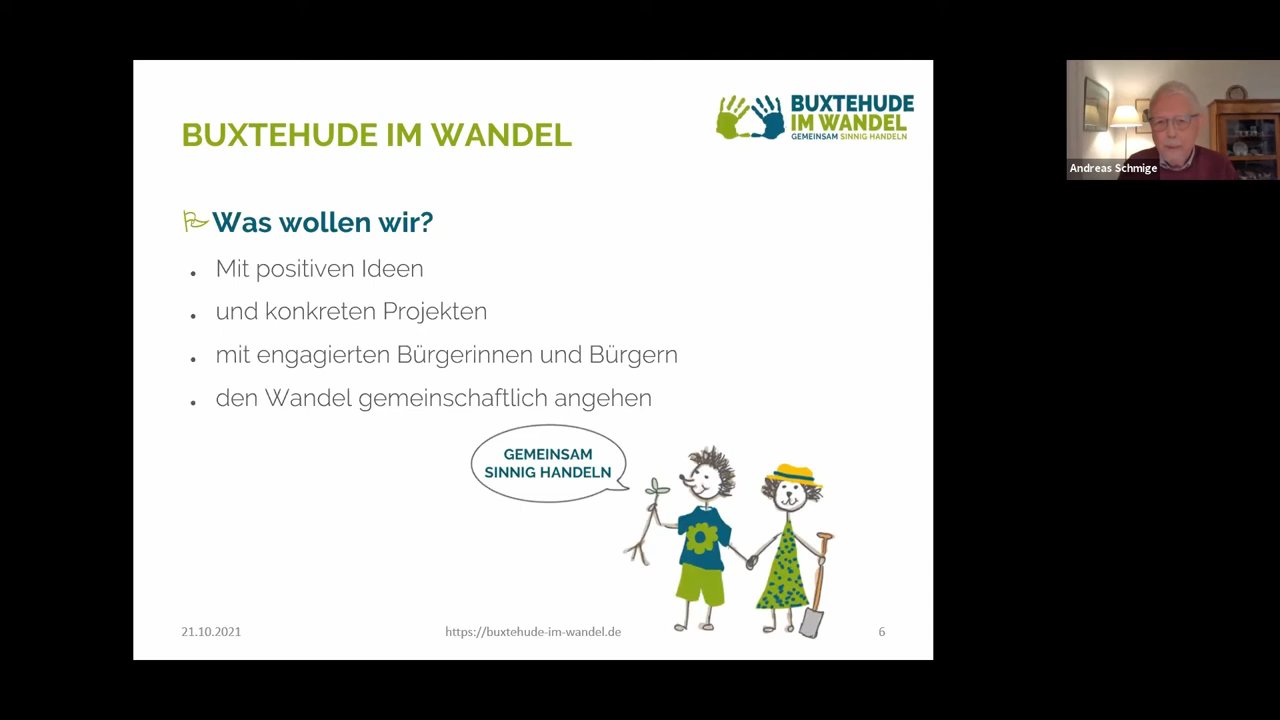 BUXTEHUDE IM WANDEL
BUXTEHUDE
IM WANDEL
GEMEINSAM SINNIG HANDELN
Andreas Schmige
Was wollen wir?
Mit positiven Ideen
und konkreten Projekten
mit engagierten Bürgerinnen und Bürgern
den Wandel gemeinschaftlich angehen
GEMEINSAM
SINNIG HANDELN
21.10.2021
https://buxtehude-im-wandel.de
6